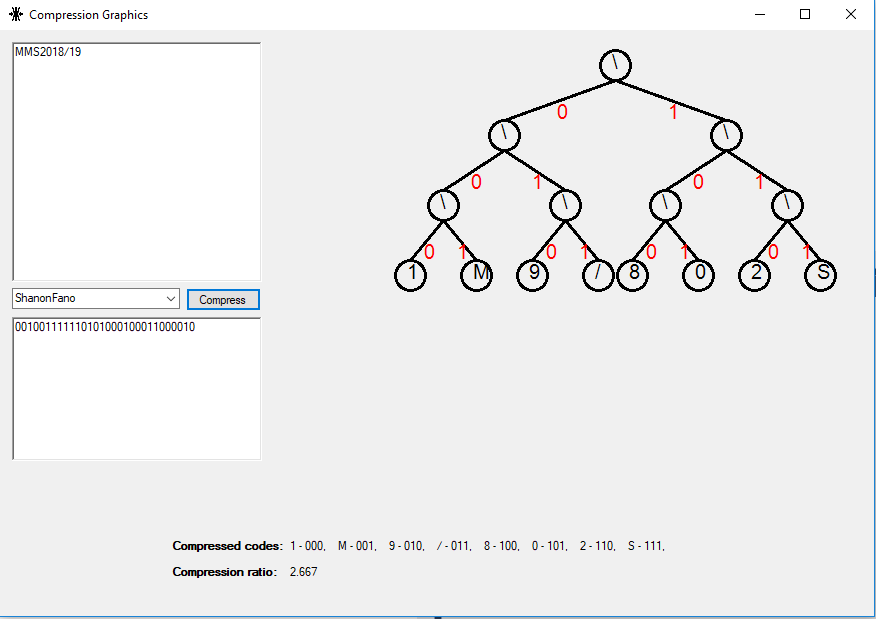 Compression Graphics
MMS2018/19
ShanonFano
Compress
001001111110101000100011000010
\
0 1
\ \
0 1 0 1
\ \ \ \
0 1 0 1 0 1 0 1
1 M 9 / 8 0 2 S
Compressed codes: 1 - 000, M - 001, 9 - 010, / - 011, 8 - 100, 0 - 101, 2 - 110, S - 111,
Compression ratio: 2.667